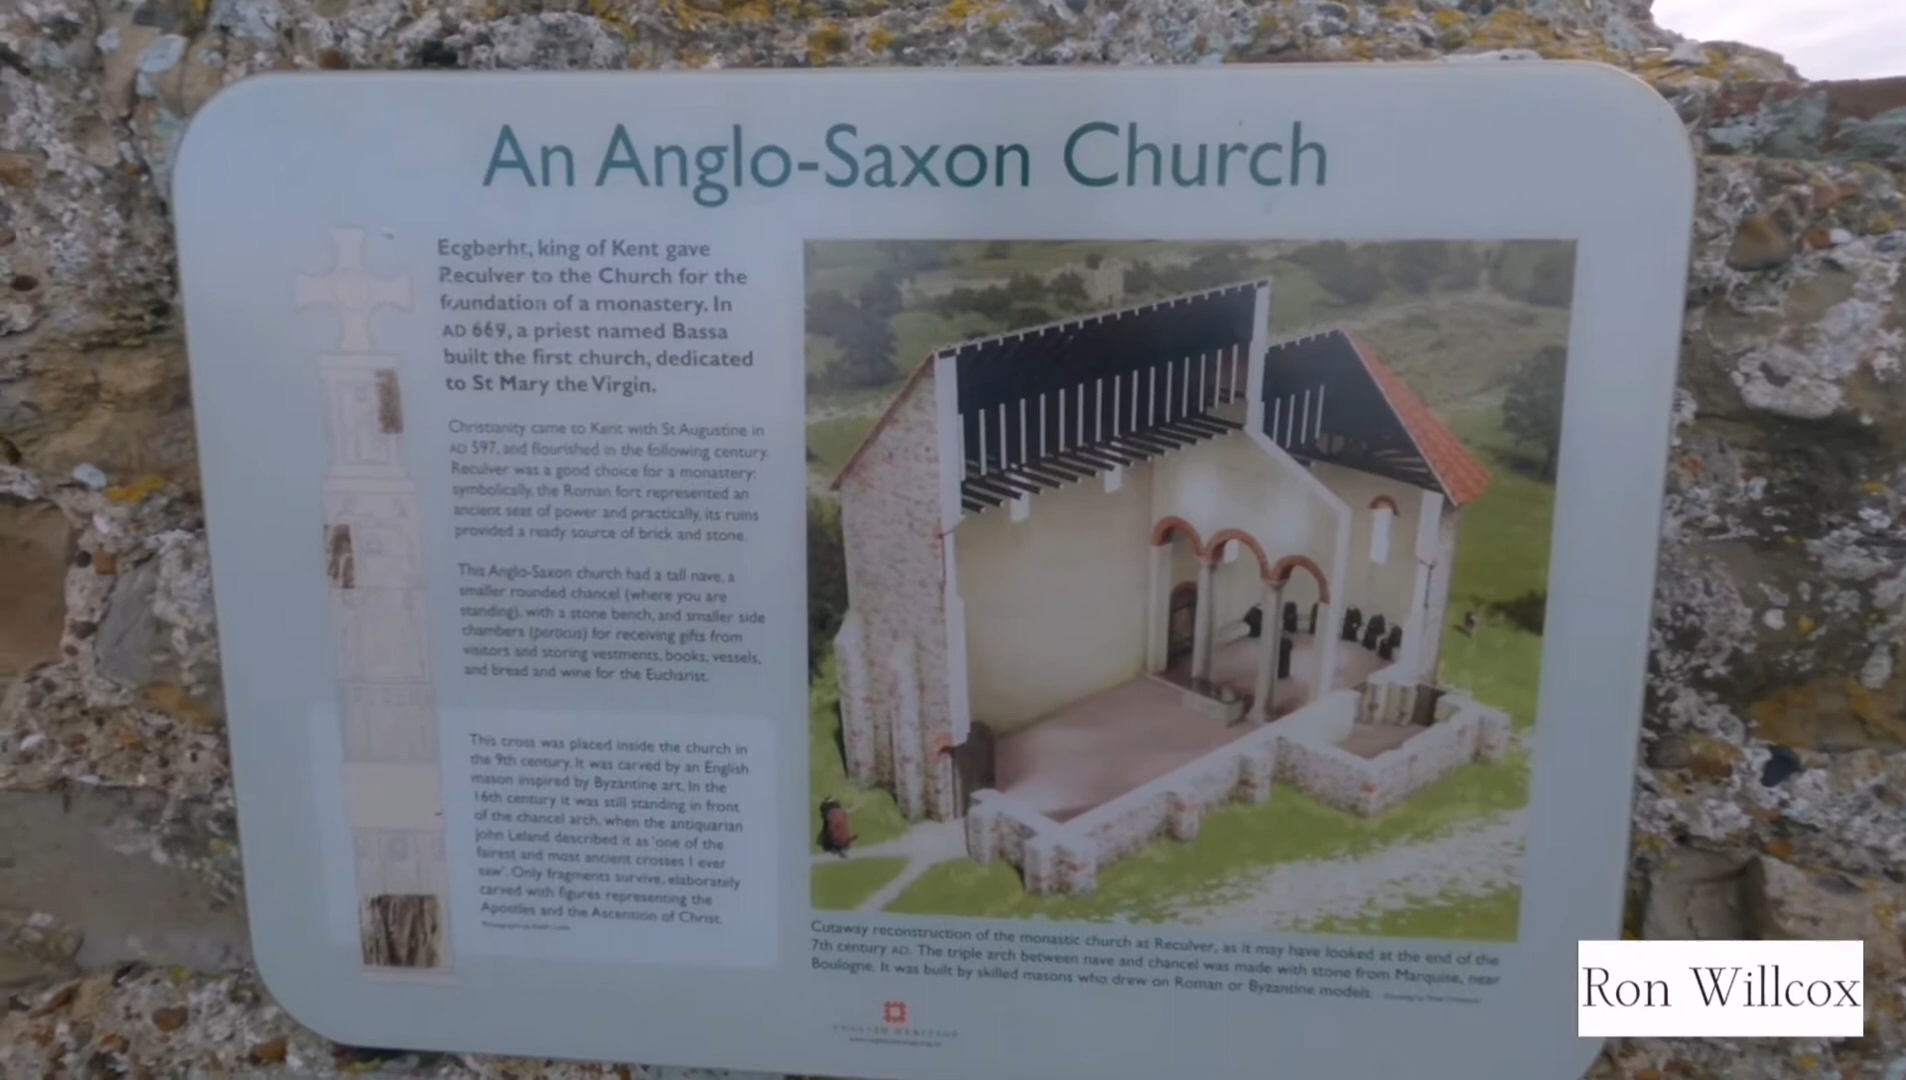 An Anglo-Saxon Church
Ecgberht, king of Kent gave
Reculver to the Church for the
foundation of a monastery. In
AD 669, a priest named Bassa
built the first church, dedicated
to St Mary the Virgin.
Christianity came to Kent with St Augustine in
AD 597, and flourished in the following century.
Reculver was a good choice for a monastery:
symbolically, the Roman fort represented an
ancient seat of power and practically, its ruins
provided a ready source of brick and stone.
This Anglo-Saxon church had a tall nave, a
smaller rounded chancel (where you are
standing), with a stone bench, and smaller side
chambers (porticus) for receiving gifts from
visitors and storing vestments, books, vessels,
and bread and wine for the Eucharist.
This cross was placed inside the church in
the 9th century. It was carved by an English
mason inspired by Byzantine art. In the
16th century it was still standing in front
of the chancel arch, when the antiquarian
John Leland described it as 'one of the
fairest and most ancient crosses I ever
saw'. Only fragments survive, elaborately
carved with figures representing the
Apostles and the Ascension of Christ.
Cutaway reconstruction of the monastic church at Reculver, as it may have looked at the end of the
7th century AD. The triple arch between nave and chancel was made with stone from Marquise, near
Boulogne. It was built by skilled masons who drew on Roman or Byzantine models.
ENGLISH HERITAGE
Ron Willcox